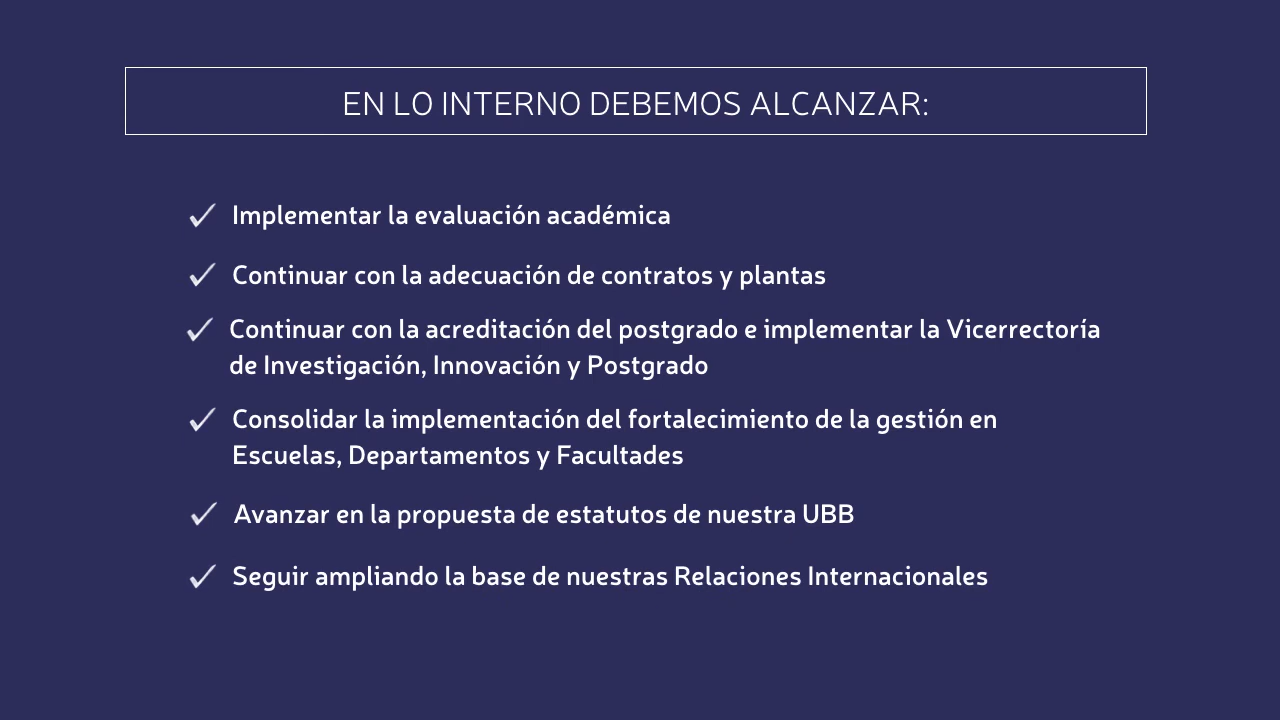 EN LO INTERNO DEBEMOS ALCANZAR:
Implementar la evaluación académica
Continuar con la adecuación de contratos y plantas
Continuar con la acreditación del postgrado e implementar la Vicerrectoría
de Investigación, Innovación y Postgrado
Consolidar la implementación del fortalecimiento de la gestión en
Escuelas, Departamentos y Facultades
Avanzar en la propuesta de estatutos de nuestra UBB
Seguir ampliando la base de nuestras Relaciones Internacionales